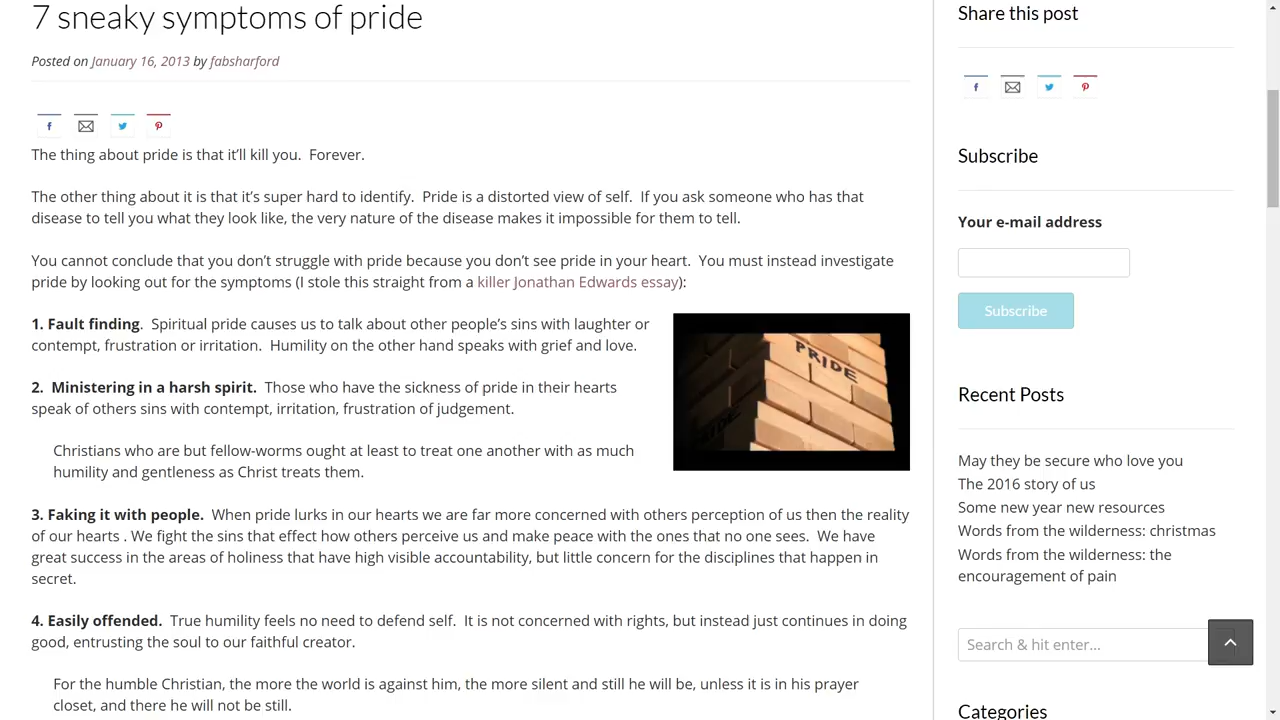 7 sneaky symptoms of pride
Posted on January 16, 2013 by fabsharford
The thing about pride is that it’ll kill you.  Forever.
The other thing about it is that it’s super hard to identify.  Pride is a distorted view of self.  If you ask someone who has that
disease to tell you what they look like, the very nature of the disease makes it impossible for them to tell.
You cannot conclude that you don’t struggle with pride because you don’t see pride in your heart.  You must instead investigate
pride by looking out for the symptoms (I stole this straight from a killer Jonathan Edwards essay):
1. Fault finding.  Spiritual pride causes us to talk about other people’s sins with laughter or
contempt, frustration or irritation.  Humility on the other hand speaks with grief and love.
PRIDE
PRIDE
2.  Ministering in a harsh spirit.  Those who have the sickness of pride in their hearts
speak of others sins with contempt, irritation, frustration of judgement.
Christians who are but fellow-worms ought at least to treat one another with as much
humility and gentleness as Christ treats them.
3. Faking it with people.  When pride lurks in our hearts we are far more concerned with others perception of us then the reality
of our hearts . We fight the sins that effect how others perceive us and make peace with the ones that no one sees.  We have
great success in the areas of holiness that have high visible accountability, but little concern for the disciplines that happen in
secret.
4. Easily offended.  True humility feels no need to defend self.  It is not concerned with rights, but instead just continues in doing
good, entrusting the soul to our faithful creator.
For the humble Christian, the more the world is against him, the more silent and still he will be, unless it is in his prayer
closet, and there he will not be still.
Share this post
Subscribe
Your e-mail address
Subscribe
Recent Posts
May they be secure who love you
The 2016 story of us
Some new year new resources
Words from the wilderness: christmas
Words from the wilderness: the
encouragement of pain
Search & hit enter...
Categories